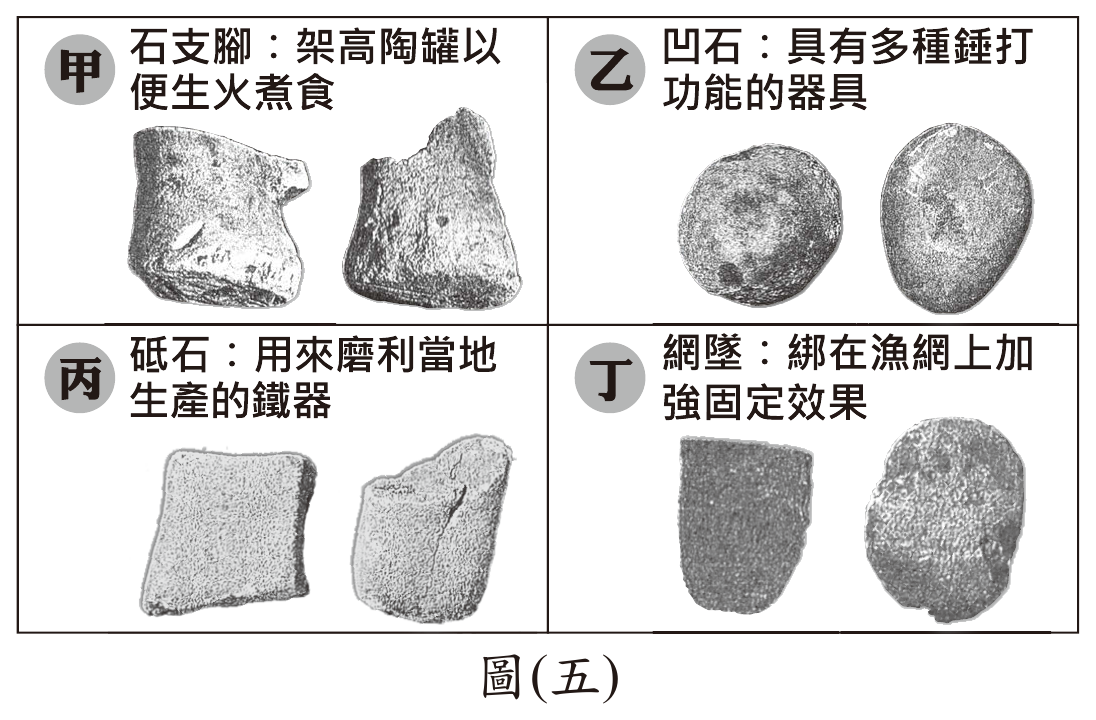 甲
石支腳：架高陶罐以
便生火煮食
乙
凹石：具有多種錘打
功能的器具
丙
砥石：用來磨利當地
生產的鐵器
丁
網墜：綁在漁網上加
強固定效果
圖(五)